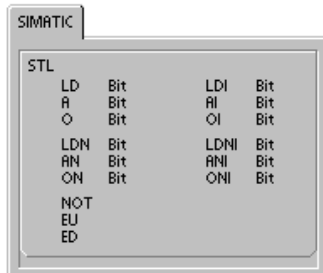 SIMATIC
STL
LD Bit LDI Bit
A Bit AI Bit
O Bit OI Bit
LDN Bit LDNI Bit
AN Bit ANI Bit
ON Bit ONI Bit
NOT
EU
ED